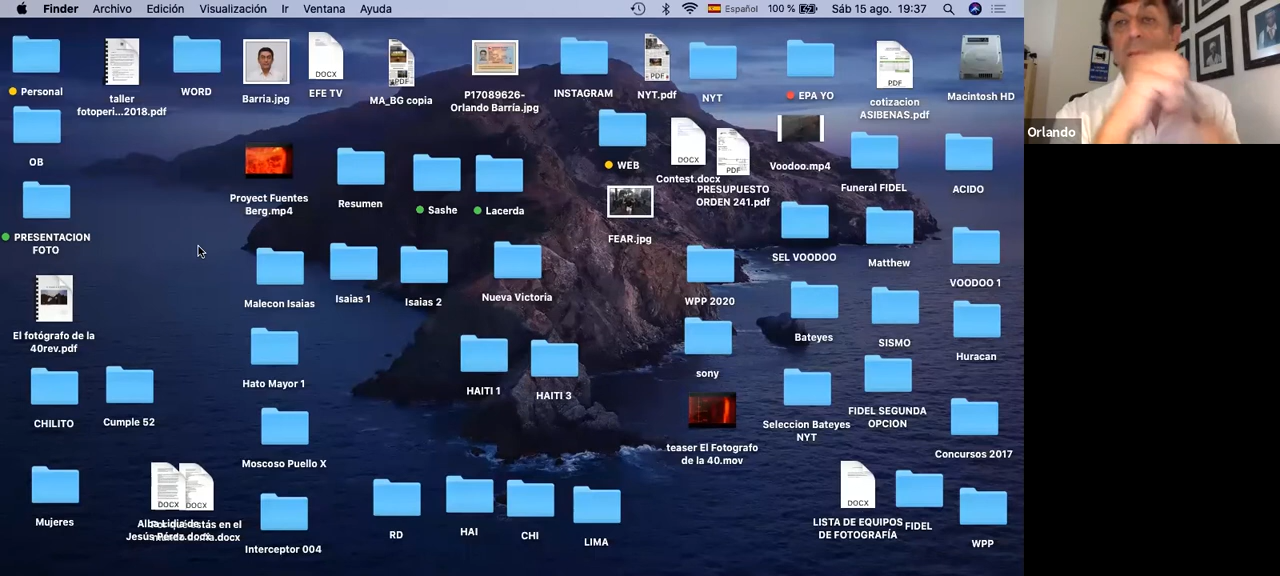 Finder Archivo Edición Visualización Ir Ventana Ayuda Español 100 % Sáb 15 ago. 19:37
Personal
taller
fotoperi...2018.pdf
WORD
Barria.jpg
DOCX
EFE TV
PDF
MA_BG copia
P17089626-
Orlando Barría.jpg
INSTAGRAM
PDF
NYT.pdf
NYT
EPA YO
PDF
cotizacion
ASIBENAS.pdf
Macintosh HD
Orlando
OB
Proyect Fuentes
Berg.mp4
Resumen
Sashe
Lacerda
WEB
DOCX
Contest.docx
PDF
PRESUPUESTO
ORDEN 241.pdf
Voodoo.mp4
Funeral FIDEL
ACIDO
PRESENTACION
FOTO
FEAR.jpg
SEL VOODOO
Matthew
VOODOO 1
Malecon Isaias
Isaias 1
Isaias 2
Nueva Victoria
WPP 2020
Bateyes
SISMO
Huracan
El fotógrafo de la
40rev.pdf
Hato Mayor 1
HAITI 1
HAITI 3
sony
CHILITO
Cumple 52
Moscoso Puello X
teaser El Fotografo
de la 40.mov
Seleccion Bateyes
NYT
FIDEL SEGUNDA
OPCION
Concursos 2017
Mujeres
DOCX
DOCX
Interceptor 004
RD
HAI
CHI
LIMA
DOCX
LISTA DE EQUIPOS
DE FOTOGRAFÍA
FIDEL
WPP